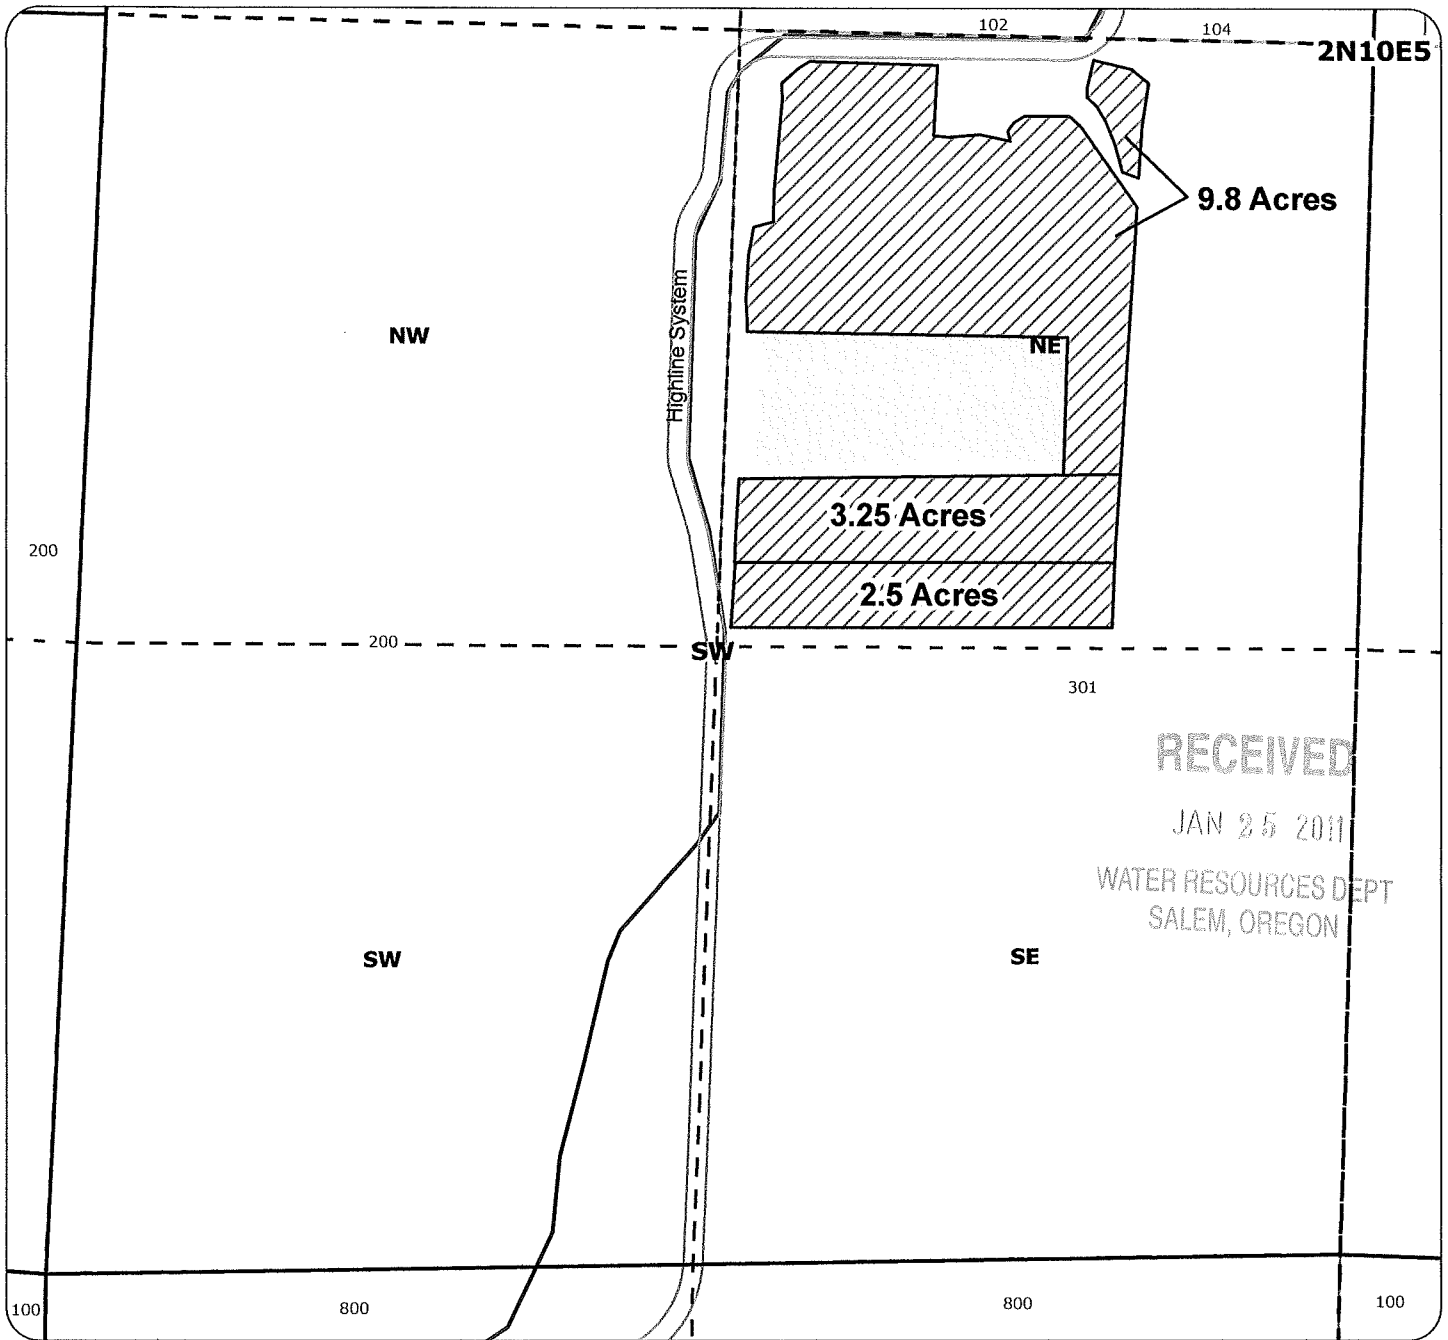 102
104
2N10E5
9.8 Acres
NW
Highline System
NE
3.25 Acres
200
2.5 Acres
200
SW
301
RECEIVED
JAN 25 2011
WATER RESOURCES DEPT
SALEM, OREGON
SW
SE
100
800
800
100